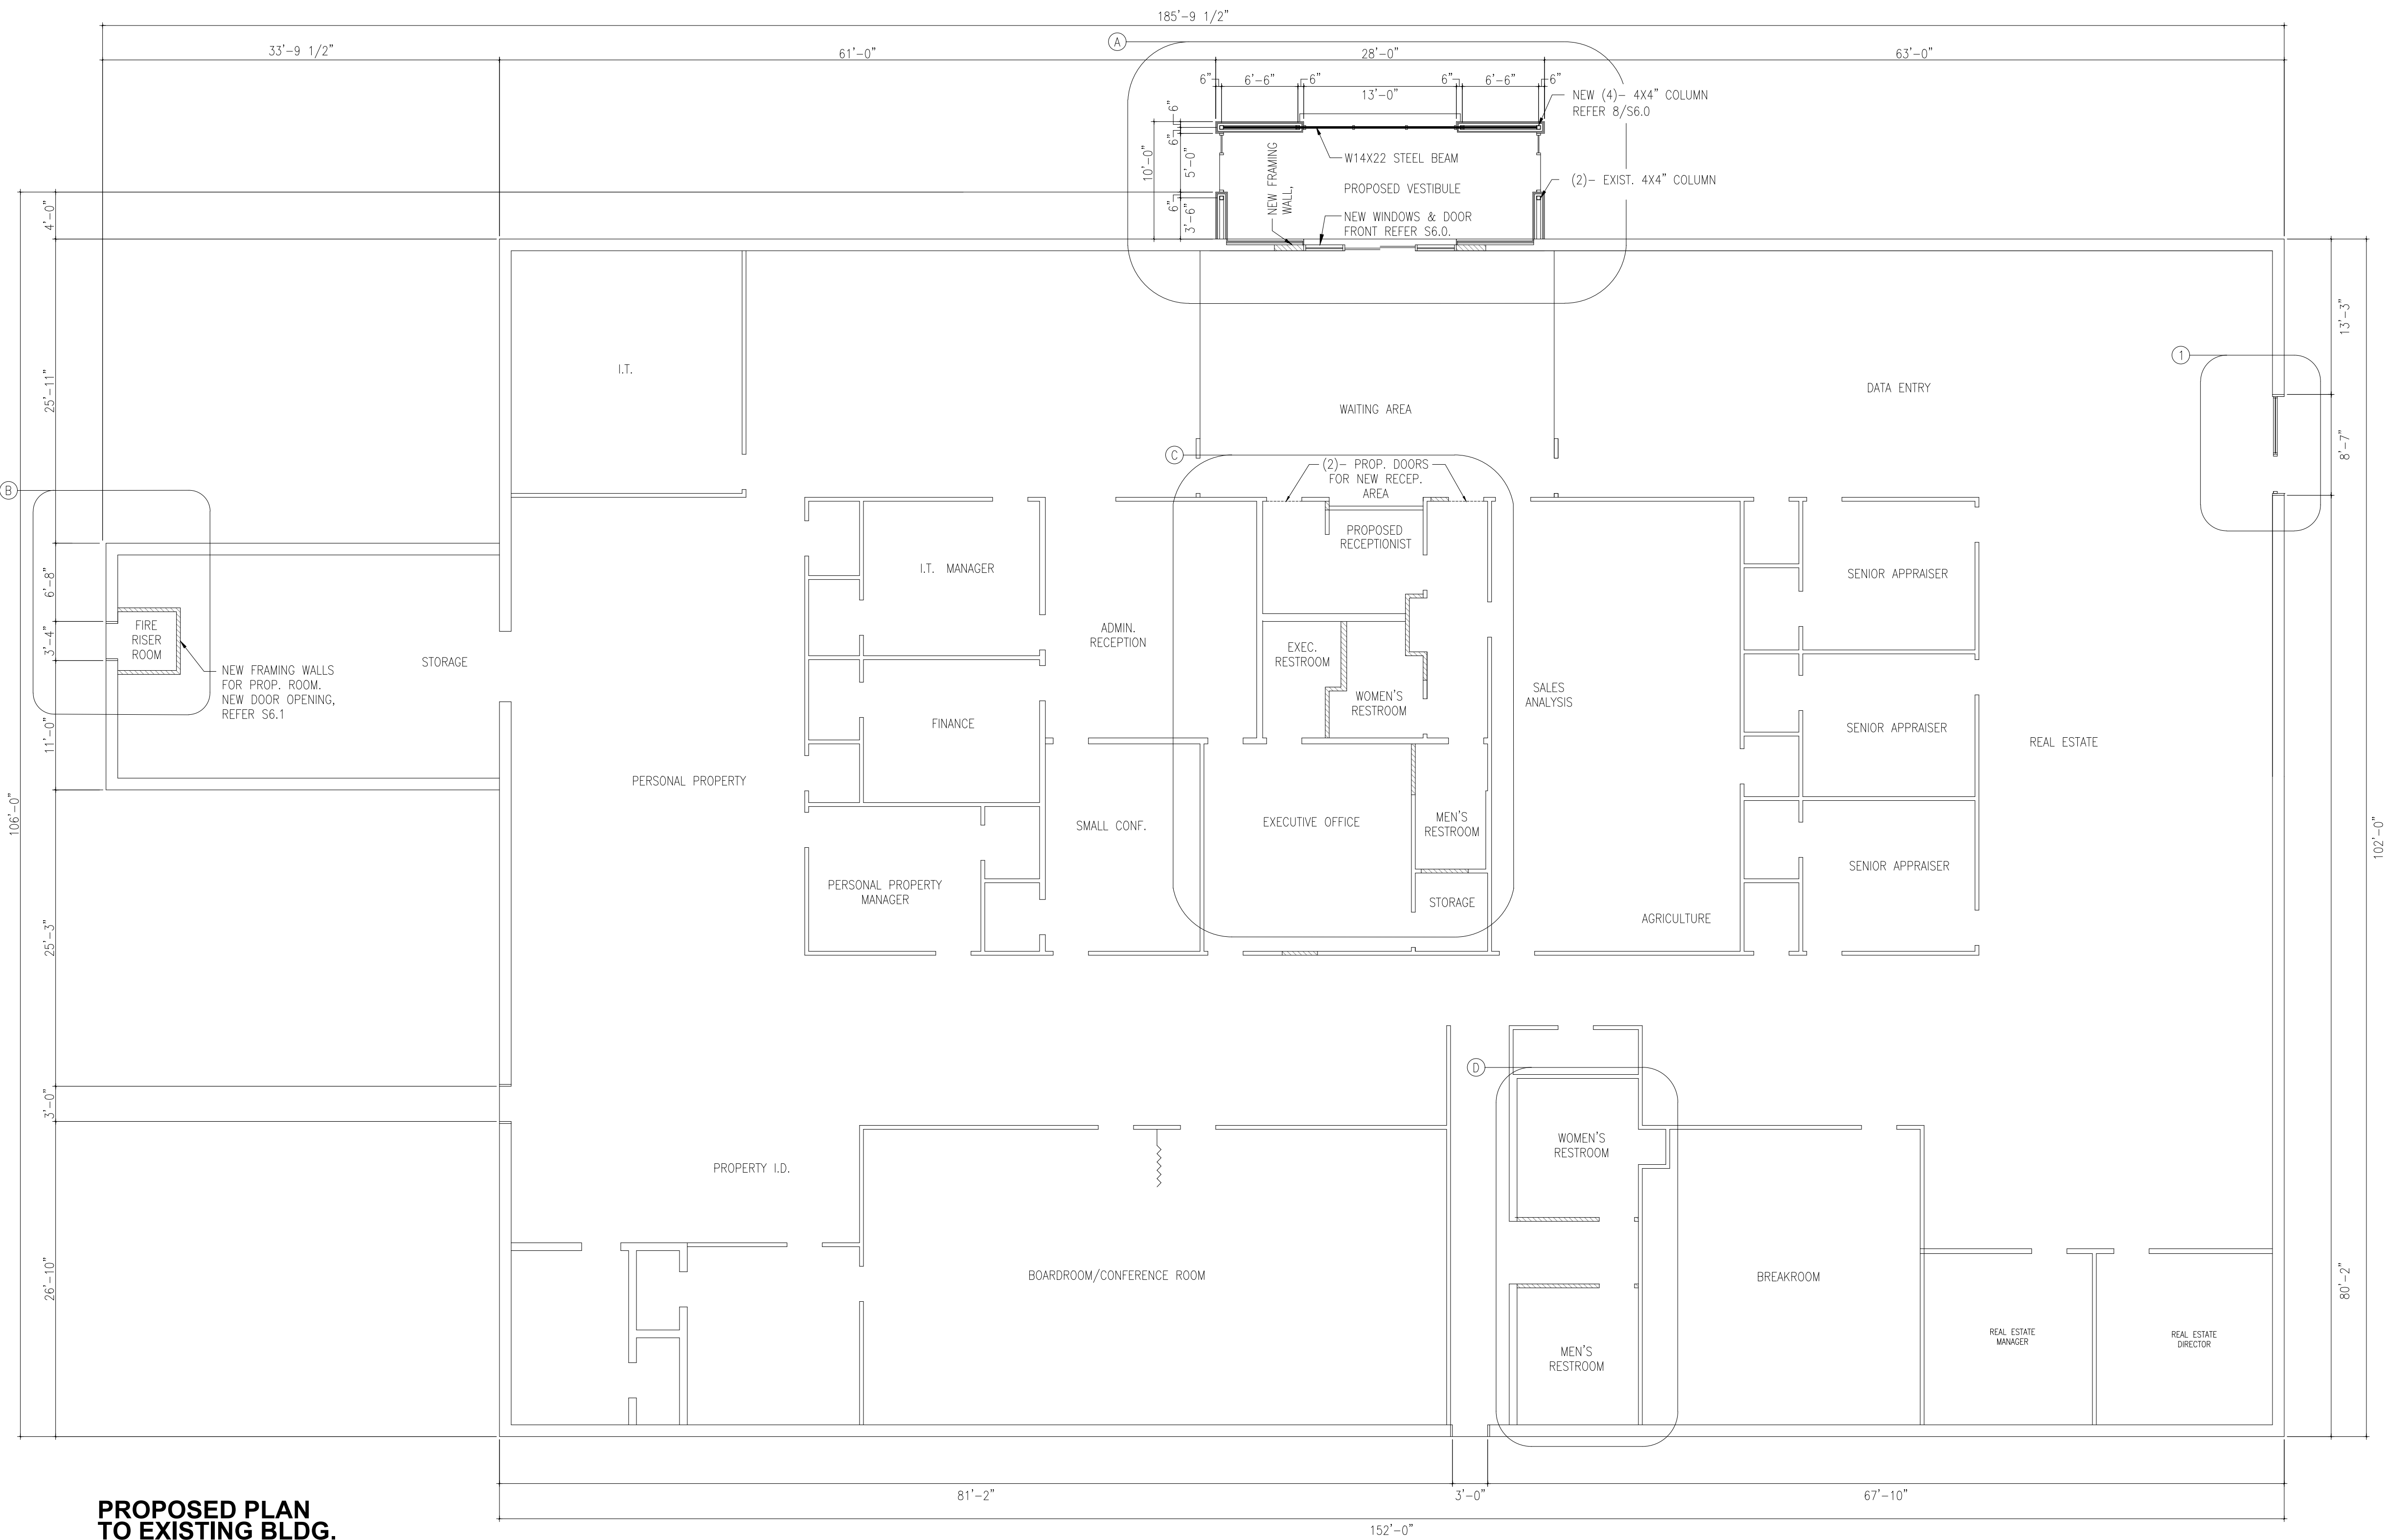 185'-9 1/2"
33'-9 1/2"
61'-0"
28'-0"
63'-0"
A
6"
6'-6"
6"
6"
6'-6"
6"
13'-0"
NEW (4)- 4X4" COLUMN
REFER 8/S6.0
6"
6"
10'-0"
5'-0"
6"
3'-6"
W14X22 STEEL BEAM
NEW FRAMING
WALL,
PROPOSED VESTIBULE
(2)- EXIST. 4X4" COLUMN
NEW WINDOWS & DOOR
FRONT REFER S6.0.
4'-0"
25'-11"
13'-3"
1
8'-7"
I.T.
WAITING AREA
DATA ENTRY
B
C
(2)- PROP. DOORS
FOR NEW RECEP.
AREA
PROPOSED
RECEPTIONIST
I.T. MANAGER
SENIOR APPRAISER
6'-8"
3'-4"
11'-0"
FIRE
RISER
ROOM
NEW FRAMING WALLS
FOR PROP. ROOM.
NEW DOOR OPENING,
REFER S6.1
STORAGE
ADMIN.
RECEPTION
EXEC.
RESTROOM
WOMEN'S
RESTROOM
SALES
ANALYSIS
FINANCE
SENIOR APPRAISER
REAL ESTATE
PERSONAL PROPERTY
106'-0"
102'-0"
SMALL CONF.
EXECUTIVE OFFICE
MEN'S
RESTROOM
SENIOR APPRAISER
PERSONAL PROPERTY
MANAGER
STORAGE
AGRICULTURE
25'-3"
3'-0"
26'-10"
D
WOMEN'S
RESTROOM
PROPERTY I.D.
BOARDROOM/CONFERENCE ROOM
BREAKROOM
80'-2"
REAL ESTATE
MANAGER
REAL ESTATE
DIRECTOR
MEN'S
RESTROOM
81'-2"
3'-0"
67'-10"
152'-0"
PROPOSED PLAN
TO EXISTING BLDG.